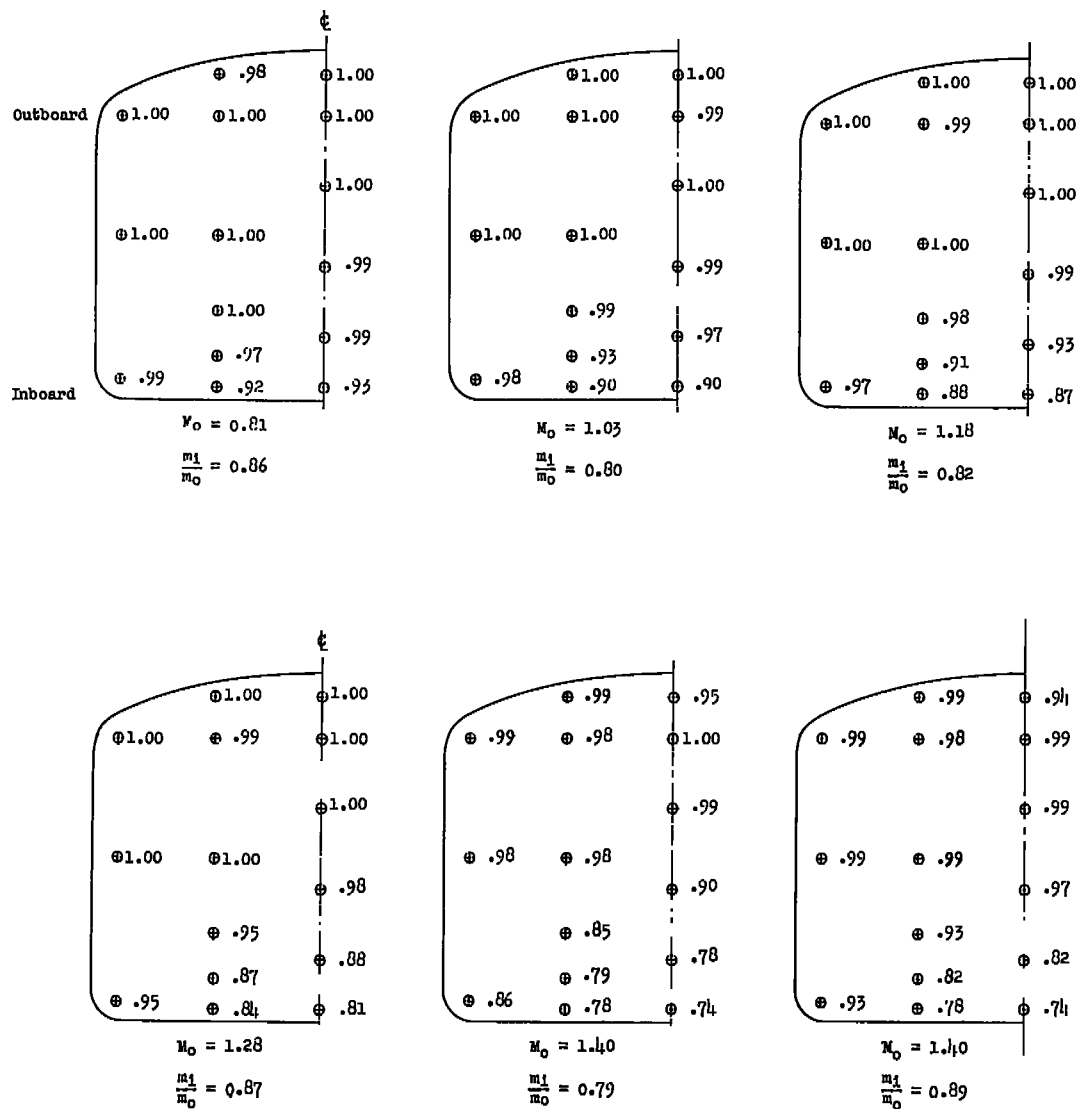 ℄
.98 1.00
Outboard 1.00 1.00 1.00
1.00
1.00 1.00
.99
1.00
.99
.97
.99
Inboard .92 .93
M₀ = 0.81
m₁/m₀ = 0.86
1.00 1.00
1.00 1.00 .99
1.00
1.00 1.00
.99
.99
.97
.93
.98
.90 .90
M₀ = 1.03
m₁/m₀ = 0.80
1.00 1.00
1.00 .99 1.00
1.00
1.00 1.00
.99
.98
.93
.91
.97 .88 .87
M₀ = 1.18
m₁/m₀ = 0.82
℄
1.00 1.00
1.00 .99 1.00
1.00
1.00 1.00
.98
.95
.88
.87
.95 .84 .81
M₀ = 1.28
m₁/m₀ = 0.87
.99 .95
.99 .98 1.00
.99
.98 .98
.90
.85
.78
.79
.86 .78 .74
M₀ = 1.40
m₁/m₀ = 0.79
.99 .94
.99 .98 .99
.99
.99 .99
.97
.93
.82
.82
.93 .78 .74
M₀ = 1.40
m₁/m₀ = 0.89